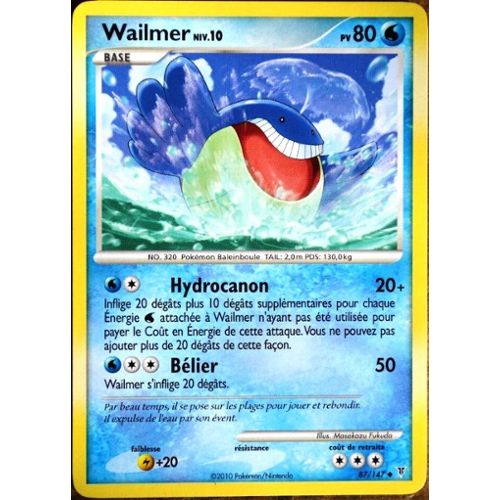 Wailmer NIV.10 PV 80
BASE
NO. 320 Pokémon Baleinboule TAIL: 2,0m PDS: 130,0kg
Hydrocanon 20+
Inflige 20 dégâts plus 10 dégâts supplémentaires pour chaque
Énergie attachée à Wailmer n'ayant pas été utilisée pour
payer le Coût en Énergie de cette attaque. Vous ne pouvez pas
ajouter plus de 20 dégâts de cette façon.
Bélier 50
Wailmer s'inflige 20 dégâts.
Par beau temps, il se pose sur les plages pour jouer et rebondir.
Il expulse de l'eau par son évent.
Illus. Masakazu Fukuda
faiblesse résistance coût de retraite
+20
©2010 Pokémon/Nintendo 87/147